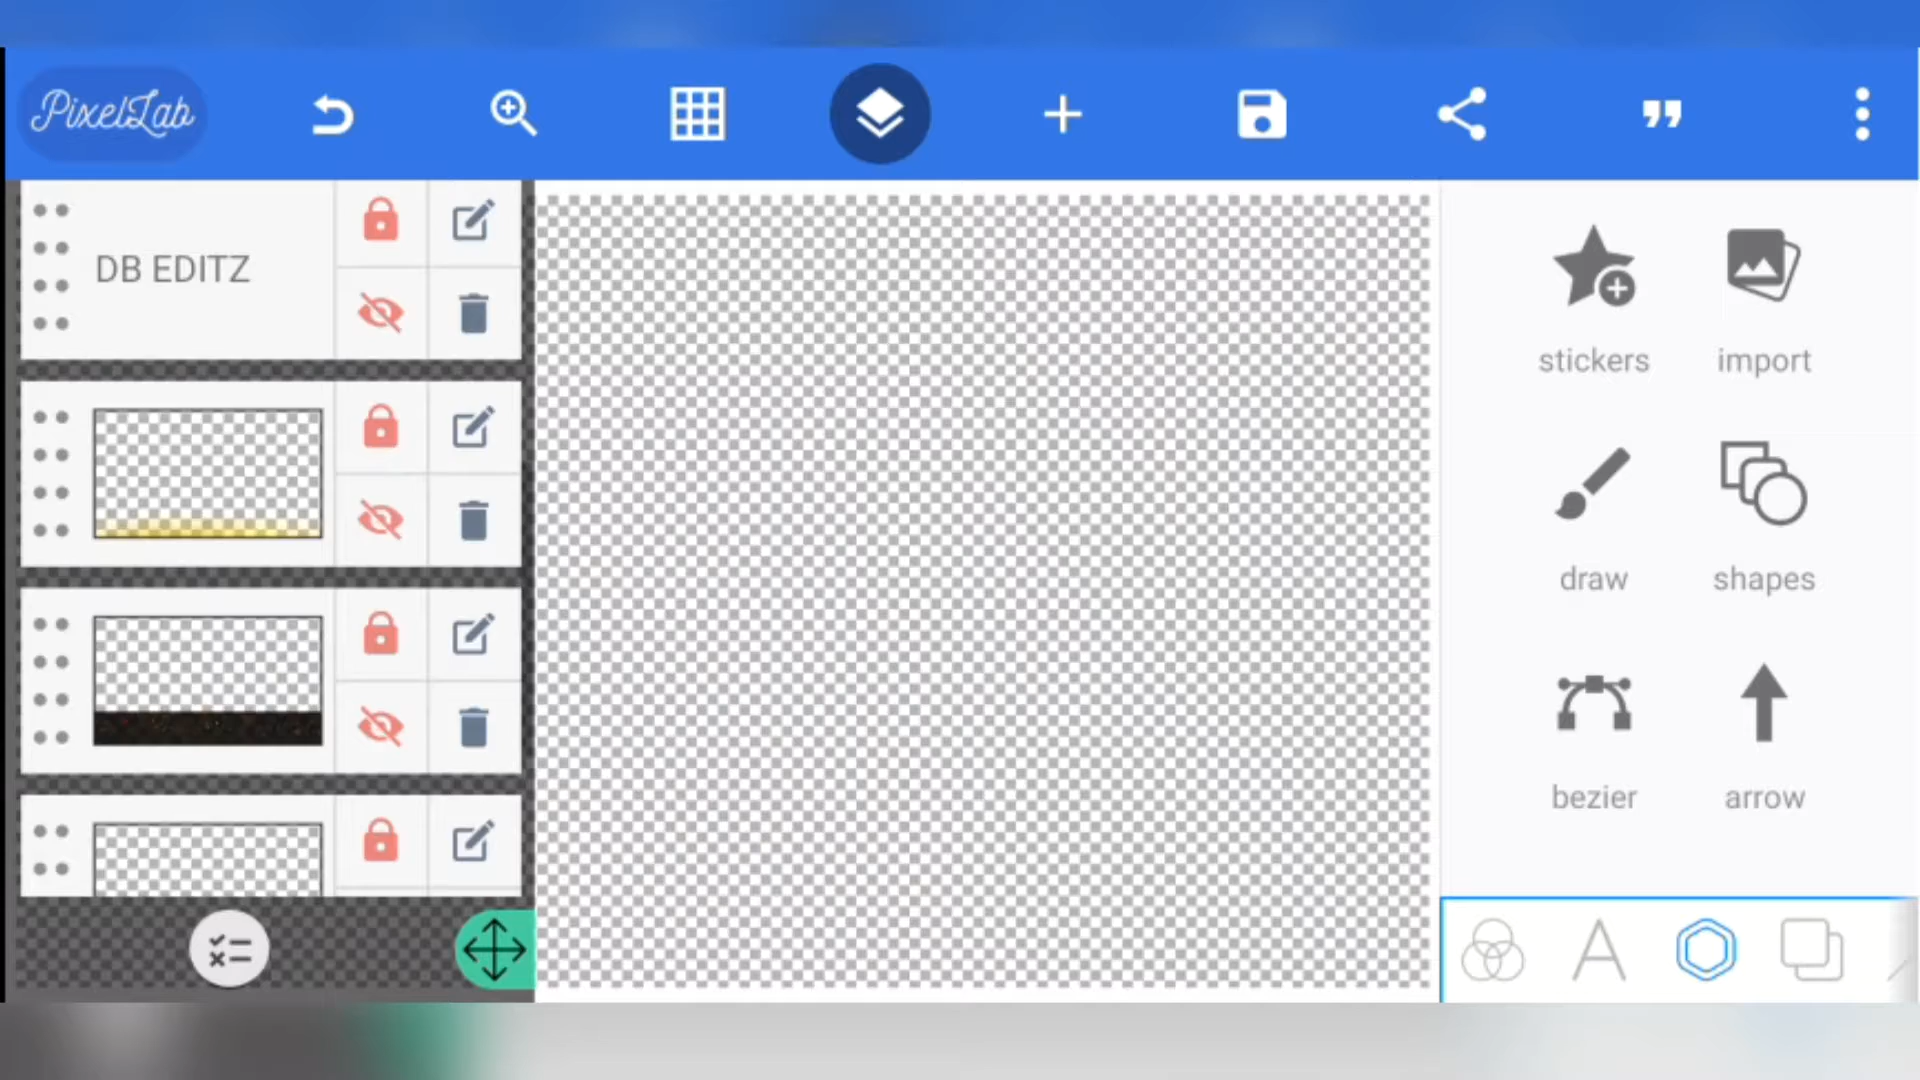 PixelLab
DB EDITZ
stickers
import
draw
shapes
bezier
arrow